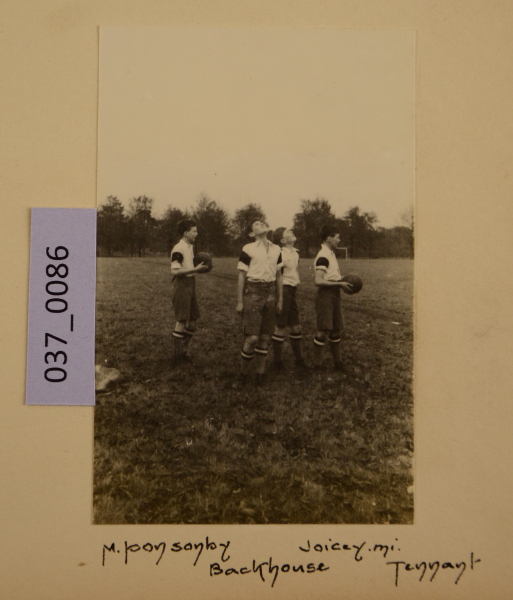 037_0086
M. Ponsonby Joicey. mi.
Backhouse Tennant